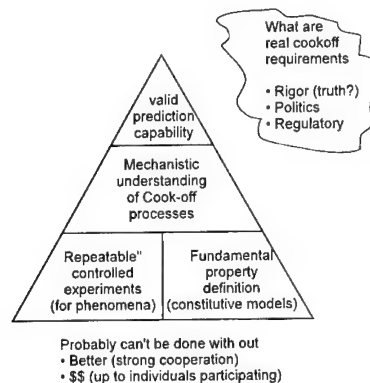 What are
real cookoff
requirements
• Rigor (truth?)
• Politics
• Regulatory
valid
prediction
capability
Mechanistic
understanding
of Cook-off
processes
Repeatable"
controlled
experiments
(for phenomena)
Fundamental
property
definition
(constitutive models)
Probably can't be done with out
• Better (strong cooperation)
• $$ (up to individuals participating)